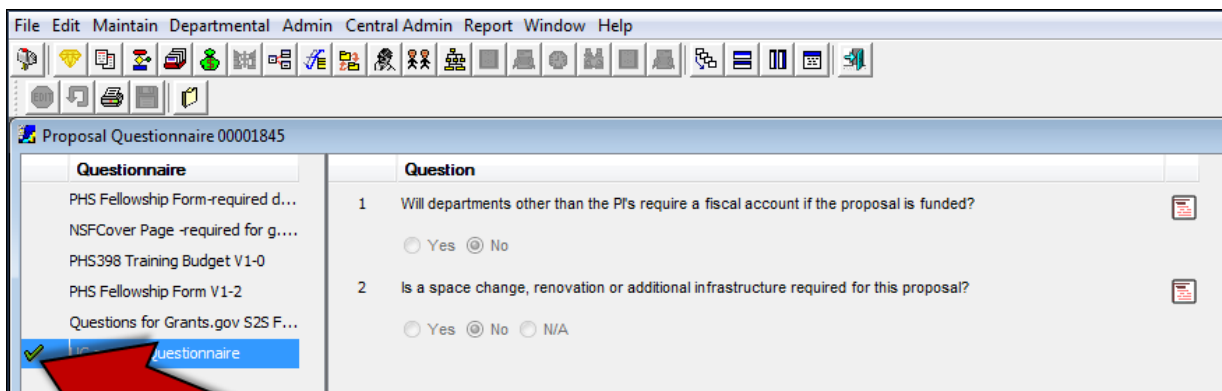 File Edit Maintain Departmental Admin Central Admin Report Window Help
EDIT
Proposal Questionnaire 00001845
Questionnaire
Question
PHS Fellowship Form-required d...
NSFCover Page -required for g....
PHS398 Training Budget V1-0
PHS Fellowship Form V1-2
Questions for Grants.gov S2S F...
Questionnaire
1 Will departments other than the PI's require a fiscal account if the proposal is funded?
Yes No
2 Is a space change, renovation or additional infrastructure required for this proposal?
Yes No N/A